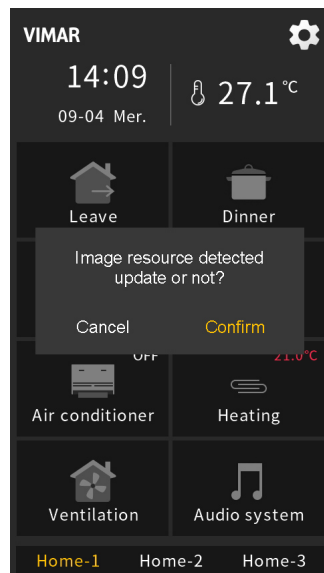 VIMAR
14:09
09-04 Mer.
27.1°C
Leave
Dinner
Image resource detected
update or not?
Cancel
Confirm
OFF
21.0°C
Air conditioner
Heating
Ventilation
Audio system
Home-1
Home-2
Home-3